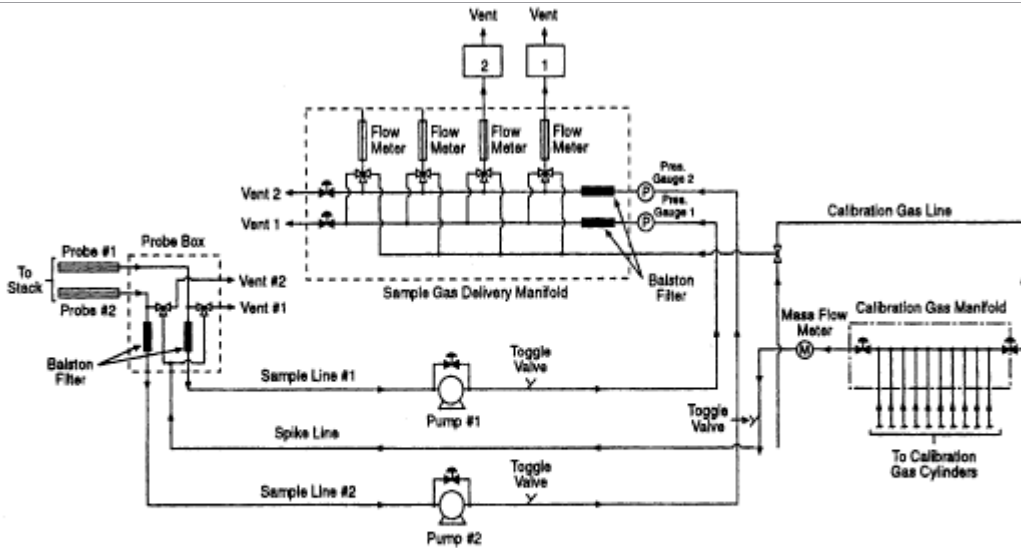 Vent
Vent
2
1
Flow
Meter
Flow
Meter
Flow
Meter
Flow
Meter
Pres.
Gauge 2
P
Vent 2
Pres.
Gauge 1
P
Vent 1
Calibration Gas Line
Probe #1
Probe Box
To
Stack
Probe #2
Vent #2
Vent #1
Sample Gas Delivery Manifold
Balston
Filter
Mass Flow
Meter
Calibration Gas Manifold
M
Balston
Filter
Sample Line #1
Toggle
Valve
Pump #1
Toggle
Valve
Spike Line
To Calibration
Gas Cylinders
Sample Line #2
Toggle
Valve
Pump #2